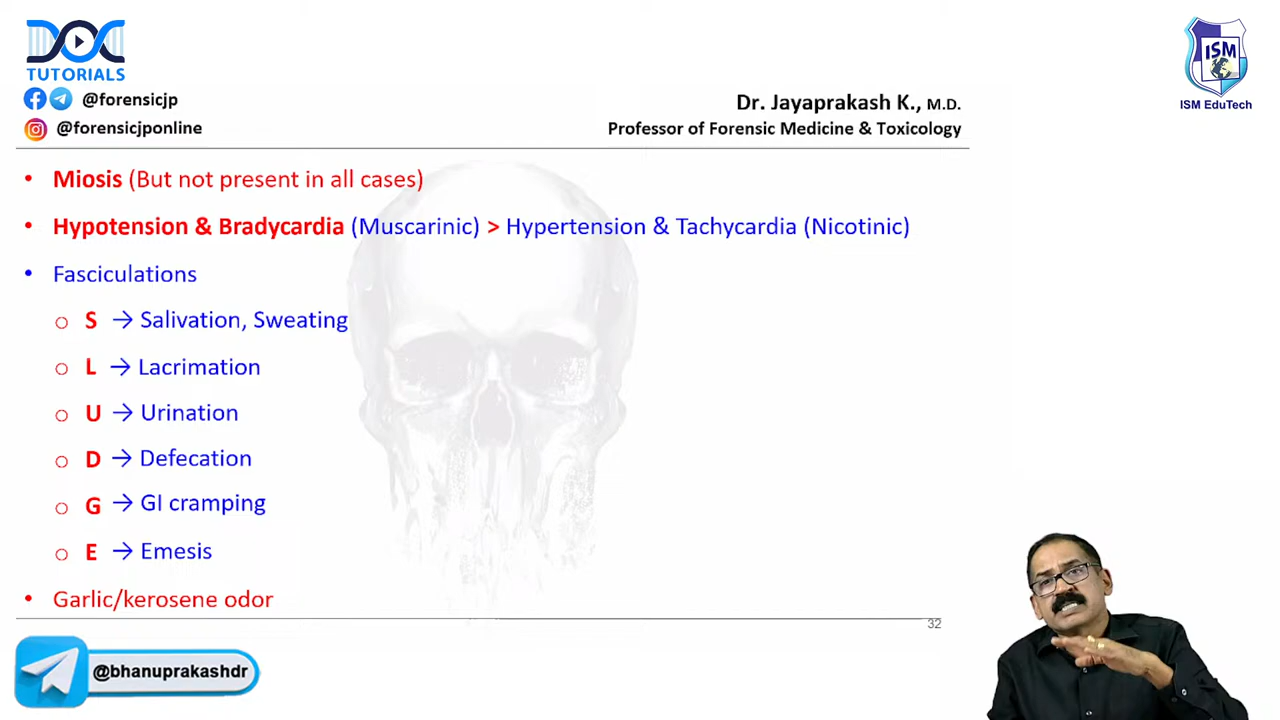 DOC
TUTORIALS
@forensicjp
@forensicjponline
Dr. Jayaprakash K., M.D.
Professor of Forensic Medicine & Toxicology
ISM
ISM EduTech
• Miosis (But not present in all cases)
• Hypotension & Bradycardia (Muscarinic) > Hypertension & Tachycardia (Nicotinic)
• Fasciculations
○ S → Salivation, Sweating
○ L → Lacrimation
○ U → Urination
○ D → Defecation
○ G → GI cramping
○ E → Emesis
• Garlic/kerosene odor
32
@bhanuprakashdr